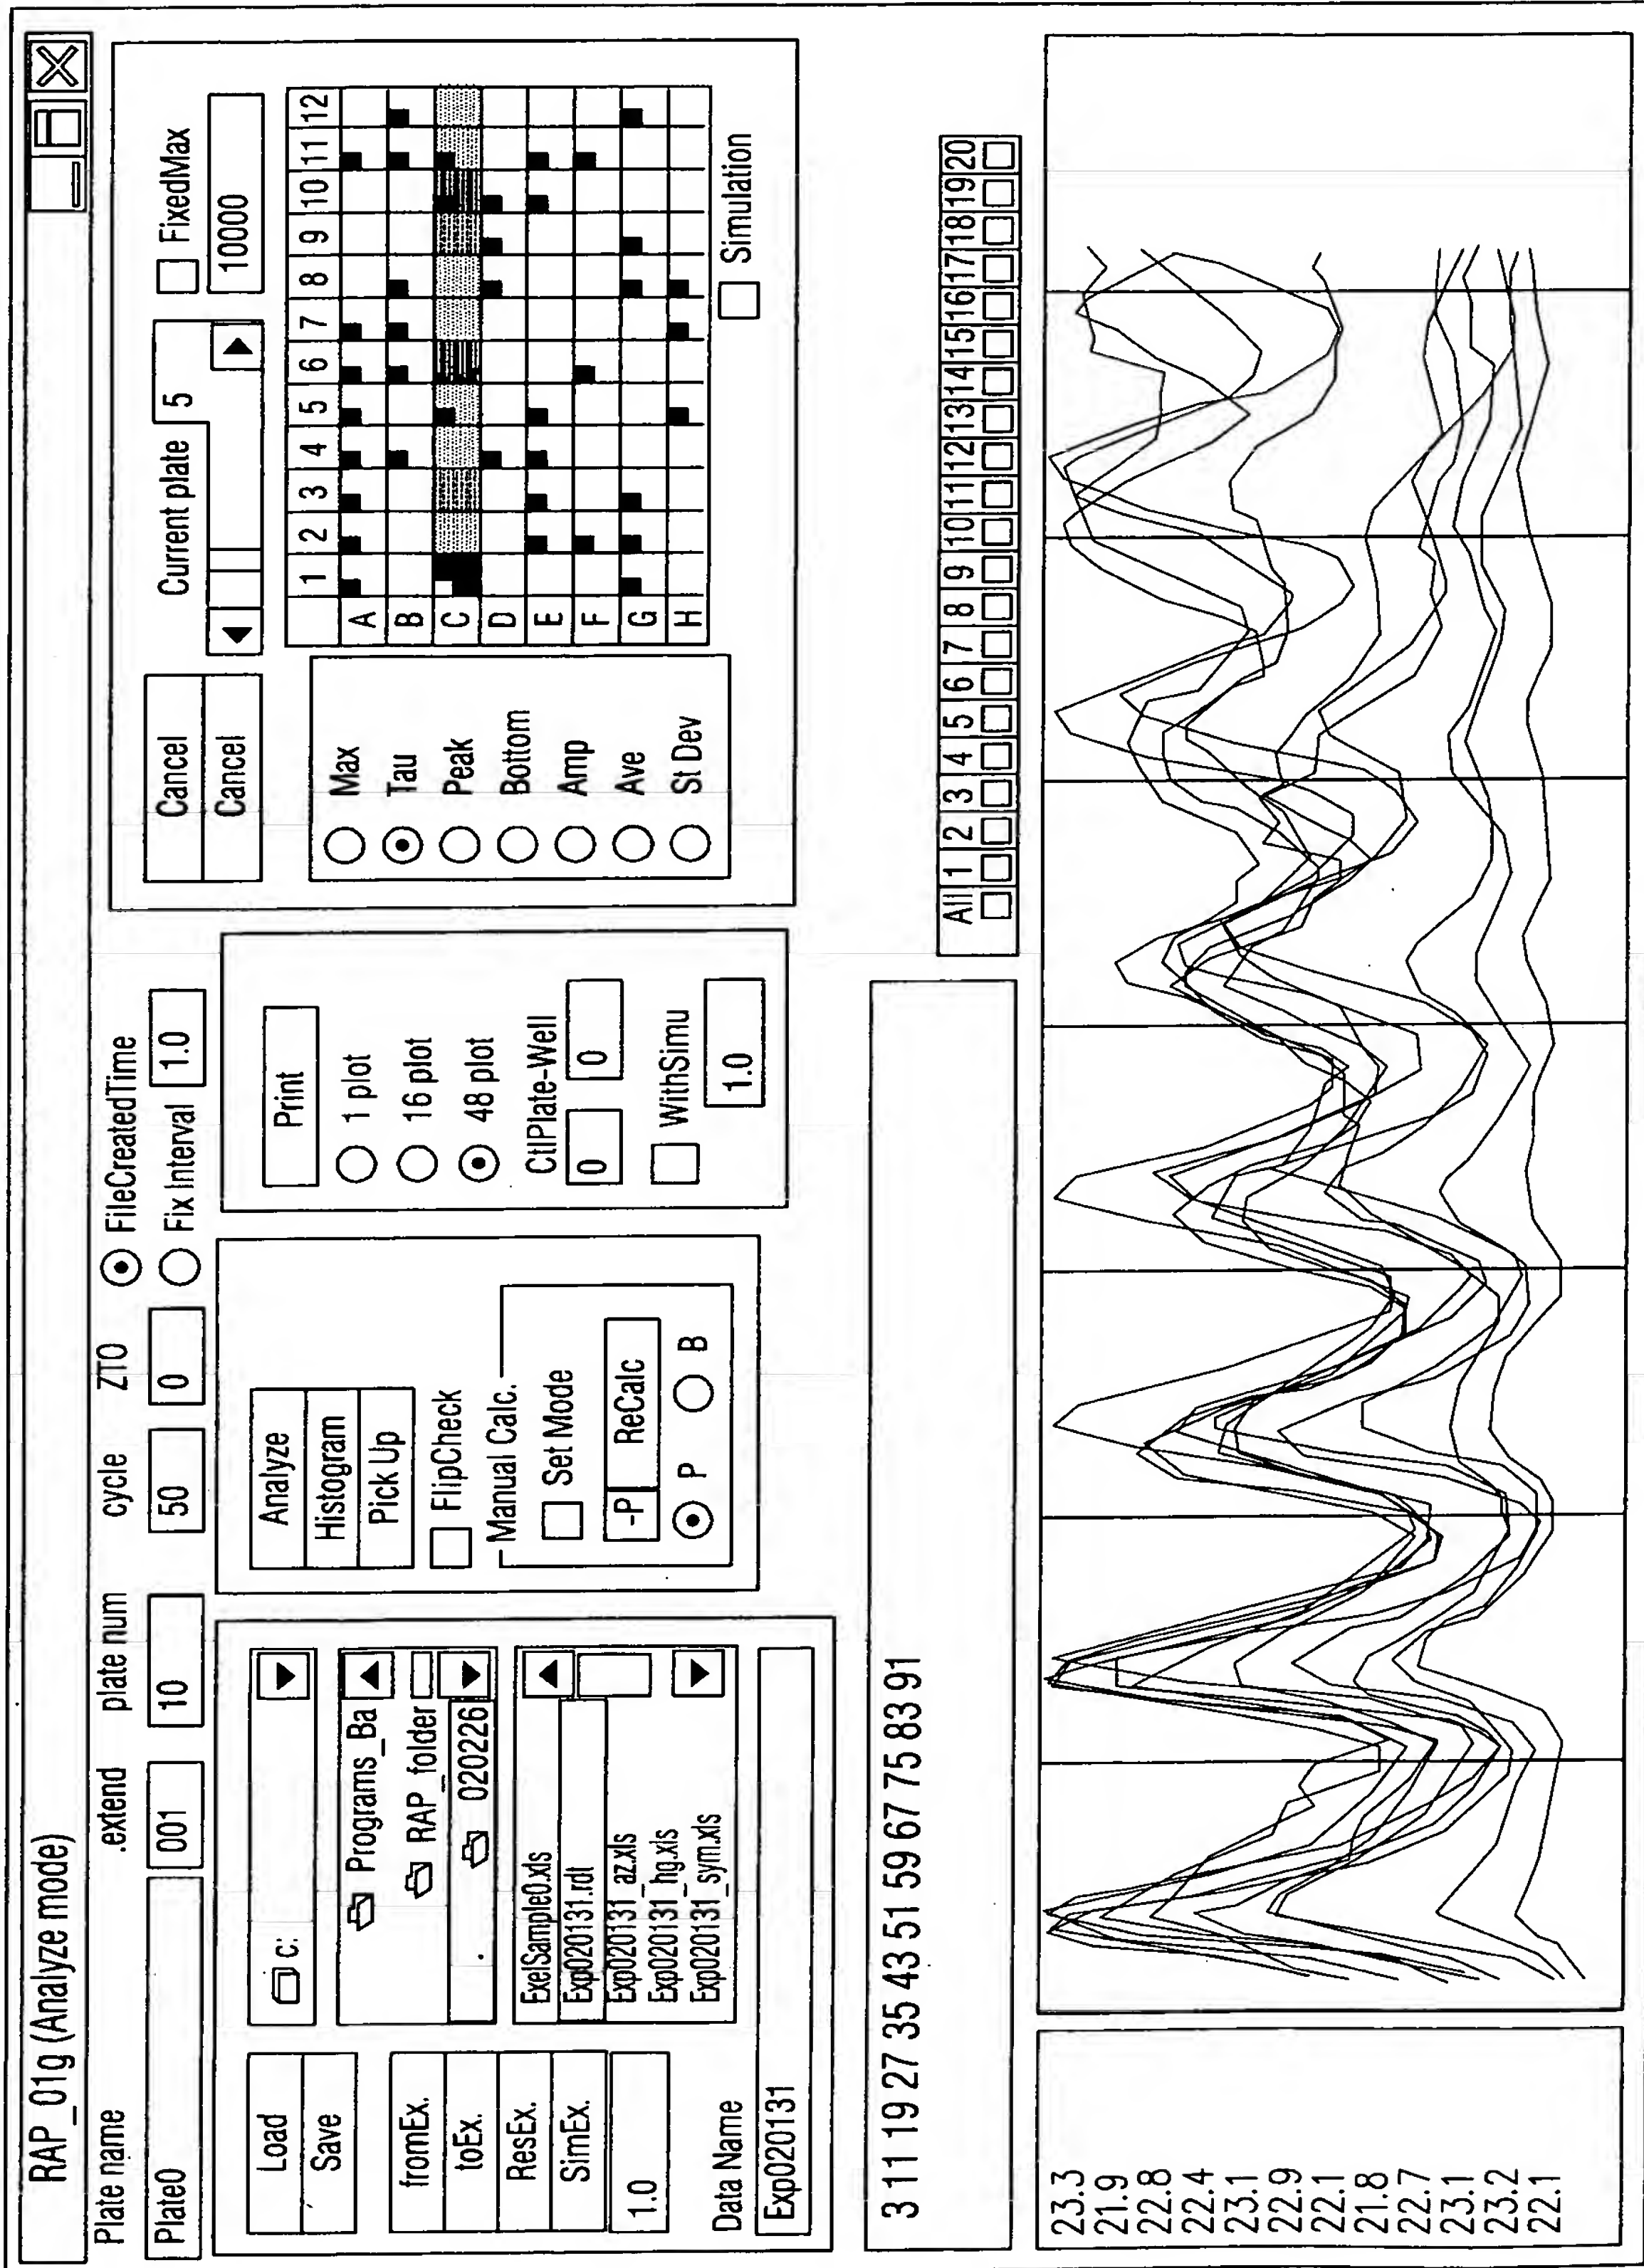 RAP_01g (Analyze mode)
Plate name
.extend
plate num
cycle
ZTO
FileCreatedTime
Fix Interval
1.0
Plate0
001
10
50
0
Load
Save
fromEx.
toEx.
ResEx.
SimEx.
1.0
Data Name
Exp020131
c:
Programs_Ba
RAP_folder
020226
ExelSample0.xls
Exp020131.rdt
Exp020131_az.xls
Exp020131_hg.xls
Exp020131_sym.xls
Analyze
Histogram
Pick Up
FlipCheck
Manual Calc.
Set Mode
-P ReCalc
P B
Print
1 plot
16 plot
48 plot
CtlPlate-Well
0 0
WithSimu
1.0
Cancel
Cancel
Current plate 5
FixedMax
10000
Max
Tau
Peak
Bottom
Amp
Ave
St Dev
1 2 3 4 5 6 7 8 9 10 11 12
A
B
C
D
E
F
G
H
Simulation
3 11 19 27 35 43 51 59 67 75 83 91
All 1 2 3 4 5 6 7 8 9 10 11 12 13 14 15 16 17 18 19 20
23.3
21.9
22.8
22.4
23.1
22.9
22.1
21.8
22.7
23.1
23.2
22.1